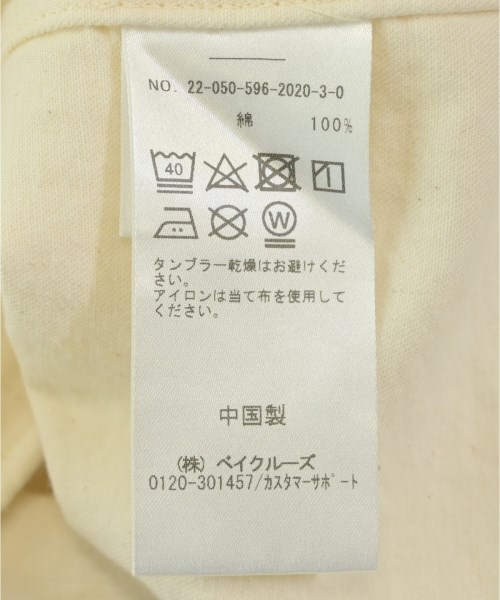 NO. 22-050-596-2020-3-0
綿 100%
40
W
タンブラー乾燥はお避けくだ
さい。
アイロンは当て布を使用して
ください。
中国製
(株) ベイクルーズ
0120-301457/ｶｽﾀﾏｰｻﾎﾟｰﾄ